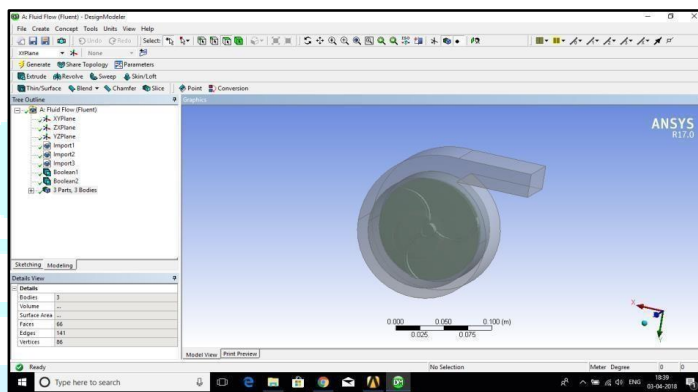 A: Fluid Flow (Fluent) - DesignModeler
File Create Concept Tools Units View Help
Undo Redo Select:
XYPlane None
Generate Share Topology Parameters
Extrude Revolve Sweep Skin/Loft
Thin/Surface Blend Chamfer Slice Point Conversion
Tree Outline
Graphics
A: Fluid Flow (Fluent)
XYPlane
ZXPlane
YZPlane
Import1
Import2
Import3
Boolean1
Boolean2
3 Parts, 3 Bodies
ANSYS
R17.0
Sketching Modeling
Details View
Details
Bodies 3
Volume ...
Surface Area ...
Faces 66
Edges 141
Vertices 86
0.000 0.050 0.100 (m)
0.025 0.075
X
Y
Model View Print Preview
Ready No Selection Meter Degree 0 0
Type here to search
ENG 18:39
03-04-2018